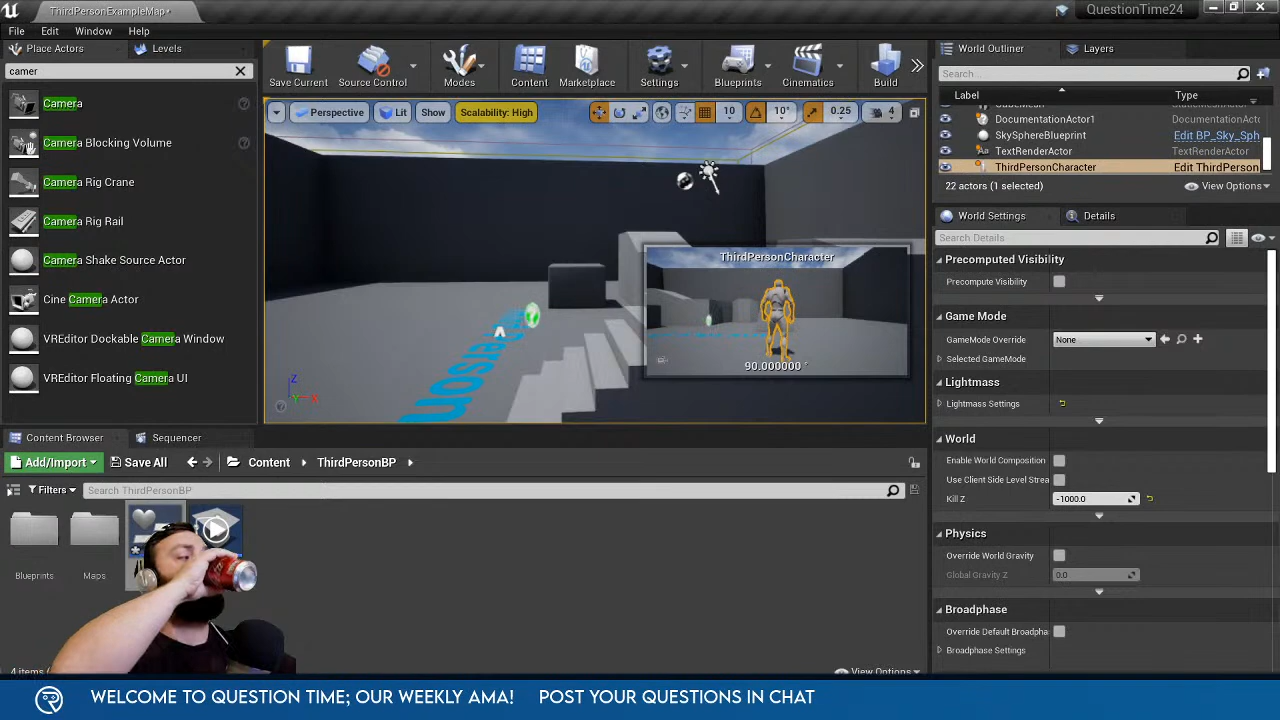 ThirdPersonExampleMap*
QuestionTime24
File Edit Window Help
Place Actors Levels
camer
Camera
Camera Blocking Volume
Camera Rig Crane
Camera Rig Rail
Camera Shake Source Actor
Cine Camera Actor
VREditor Dockable Camera Window
VREditor Floating Camera UI
Save Current Source Control Modes Content Marketplace Settings Blueprints Cinematics Build
Perspective Lit Show Scalability: High 10 10° 0.25 4
ThirdPersonCharacter
90.000000 °
Z
Y X
World Outliner Layers
Search...
Label Type
DocumentationActor1 DocumentationActo
SkySphereBlueprint Edit BP_Sky_Sph
TextRenderActor TextRenderActor
ThirdPersonCharacter Edit ThirdPerson
22 actors (1 selected) View Options
World Settings Details
Search Details
Precomputed Visibility
Precompute Visibility
Game Mode
GameMode Override None
Selected GameMode
Lightmass
Lightmass Settings
World
Enable World Composition
Use Client Side Level Strea
Kill Z -1000.0
Physics
Override World Gravity
Global Gravity Z 0.0
Broadphase
Override Default Broadpha
Broadphase Settings
Content Browser Sequencer
Add/Import Save All Content ThirdPersonBP
Filters Search ThirdPersonBP
Blueprints Maps
4 items View Options
WELCOME TO QUESTION TIME; OUR WEEKLY AMA! POST YOUR QUESTIONS IN CHAT